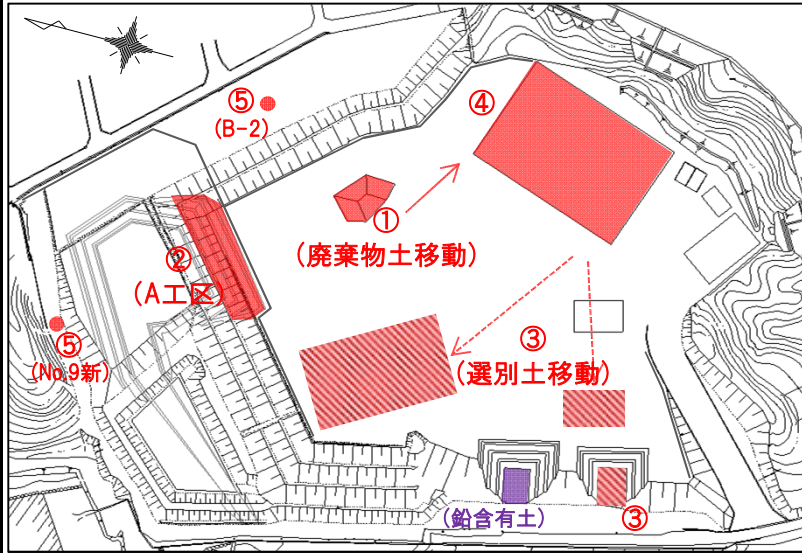 ⑤
(B-2)
④
①
(廃棄物土移動)
②
(A工区)
⑤
(No.9新)
③
(選別土移動)
(鉛含有土)
③